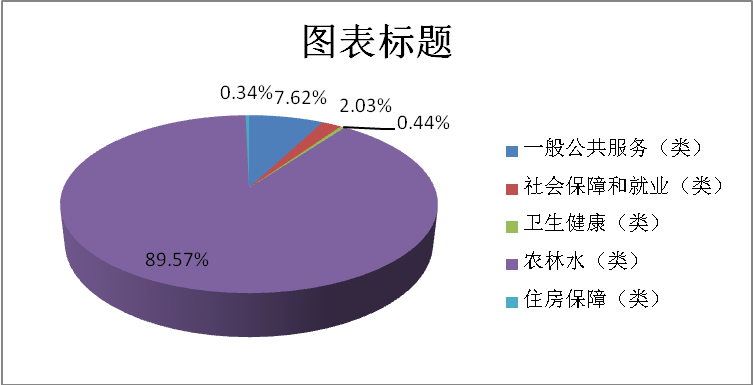 图表标题
0.34%
7.62%
2.03%
0.44%
89.57%
一般公共服务（类）
社会保障和就业（类）
卫生健康（类）
农林水（类）
住房保障（类）